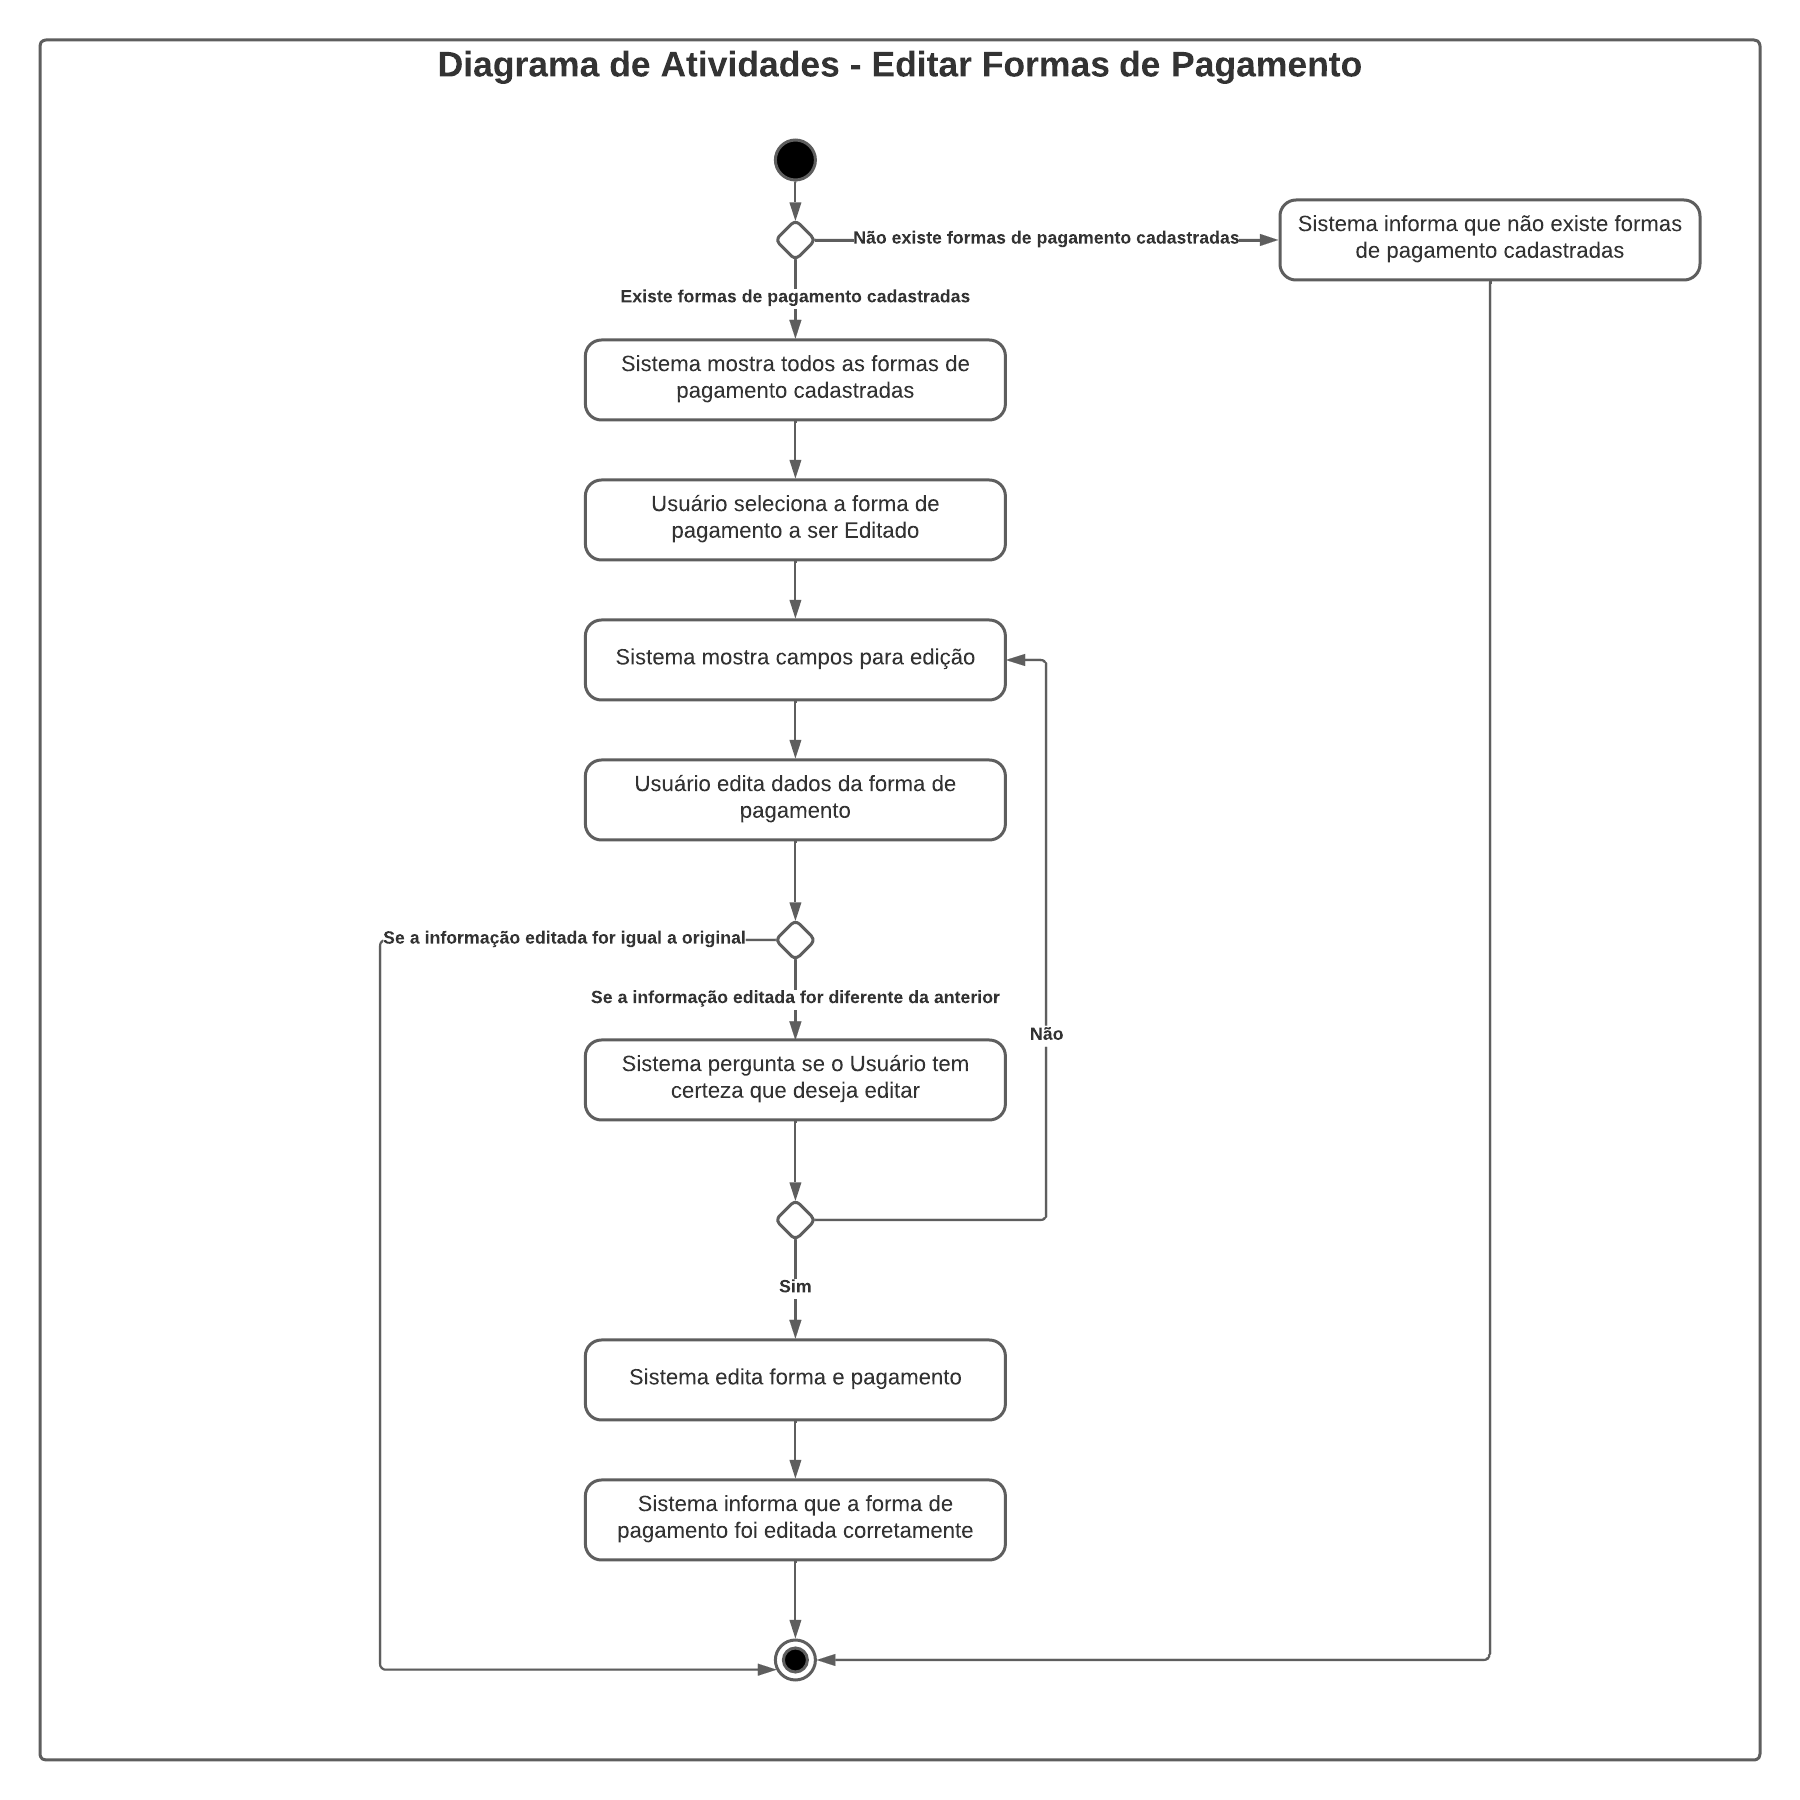 Diagrama de Atividades - Editar Formas de Pagamento
Não existe formas de pagamento cadastradas
Sistema informa que não existe formas
de pagamento cadastradas
Existe formas de pagamento cadastradas
Sistema mostra todos as formas de
pagamento cadastradas
Usuário seleciona a forma de
pagamento a ser Editado
Sistema mostra campos para edição
Usuário edita dados da forma de
pagamento
Se a informação editada for igual a original
Se a informação editada for diferente da anterior
Não
Sistema pergunta se o Usuário tem
certeza que deseja editar
Sim
Sistema edita forma e pagamento
Sistema informa que a forma de
pagamento foi editada corretamente